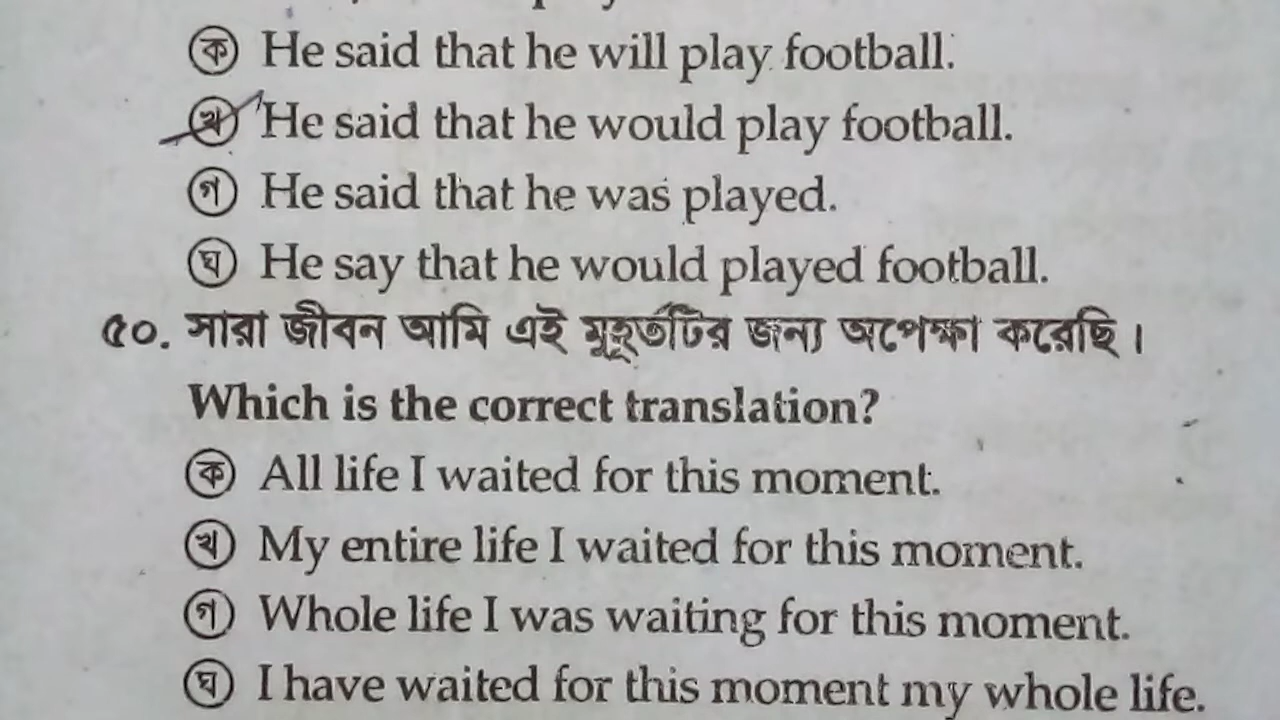 ক He said that he will play football.
খ He said that he would play football.
গ He said that he was played.
ঘ He say that he would played football.
৫০. সারা জীবন আমি এই মুহূর্তটির জন্য অপেক্ষা করেছি।
Which is the correct translation?
ক All life I waited for this moment.
খ My entire life I waited for this moment.
গ Whole life I was waiting for this moment.
ঘ I have waited for this moment my whole life.